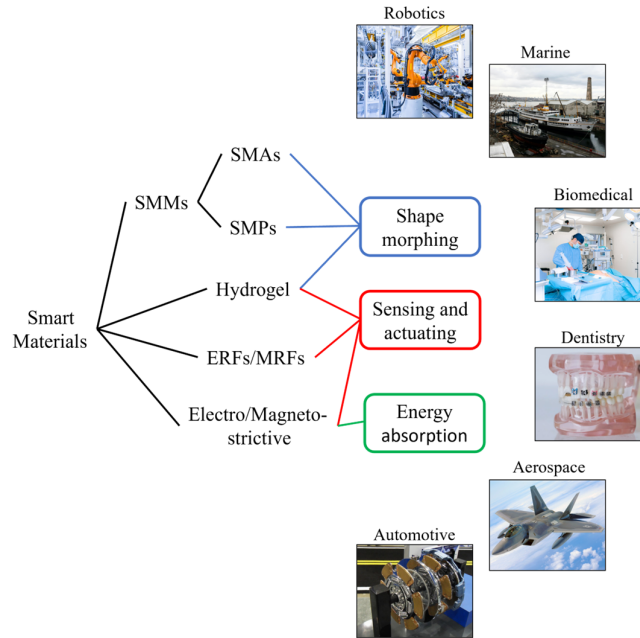 Robotics
Marine
SMAs
SMMs
SMPs
Shape
morphing
Biomedical
Hydrogel
Smart
Materials
Sensing and
actuating
ERFs/MRFs
Dentistry
Electro/Magneto-
strictive
Energy
absorption
Aerospace
Automotive